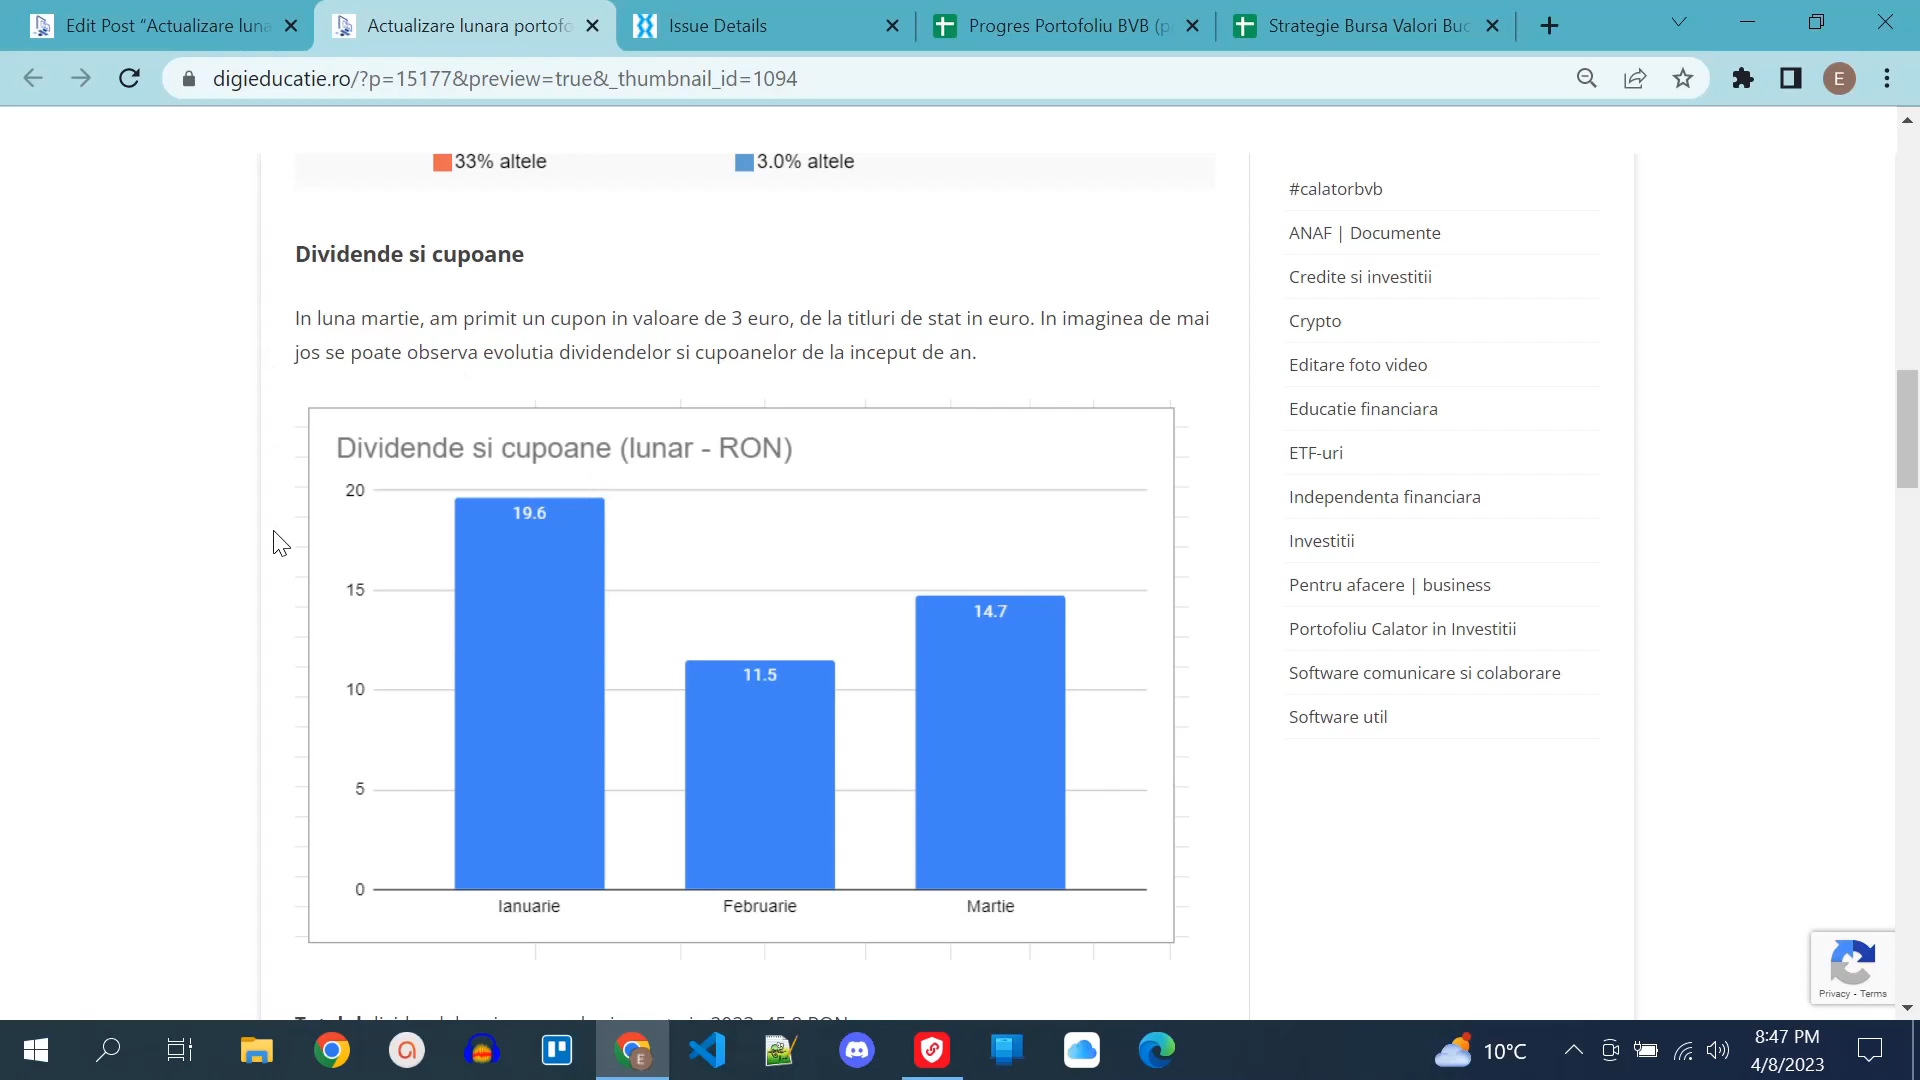 Edit Post “Actualizare luna
Actualizare lunara portofo
Issue Details
Progres Portofoliu BVB (p
Strategie Bursa Valori Buc
digieducatie.ro/?p=15177&preview=true&_thumbnail_id=1094
E
33% altele
3.0% altele
Dividende si cupoane
In luna martie, am primit un cupon in valoare de 3 euro, de la titluri de stat in euro. In imaginea de mai
jos se poate observa evolutia dividendelor si cupoanelor de la inceput de an.
Dividende si cupoane (lunar - RON)
20
15
10
5
0
19.6
11.5
14.7
Ianuarie
Februarie
Martie
#calatorbvb
ANAF | Documente
Credite si investitii
Crypto
Editare foto video
Educatie financiara
ETF-uri
Independenta financiara
Investitii
Pentru afacere | business
Portofoliu Calator in Investitii
Software comunicare si colaborare
Software util
Privacy - Terms
E
10°C
8:47 PM
4/8/2023